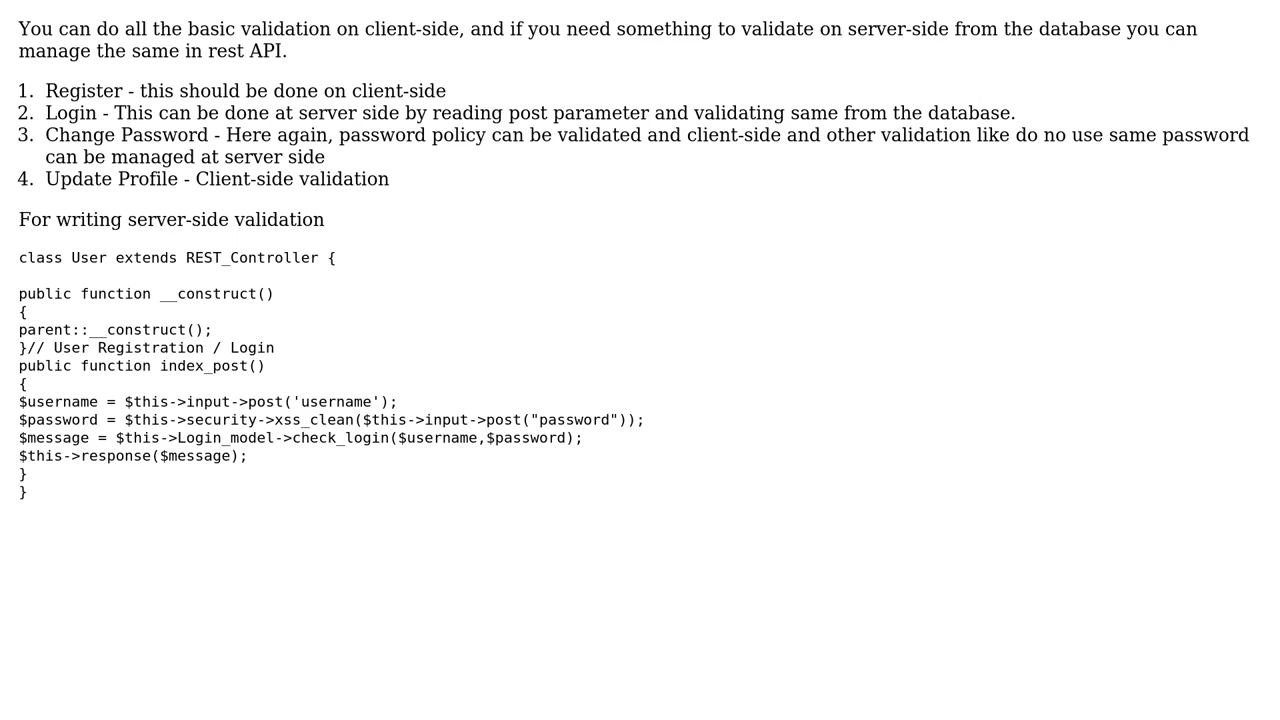 You can do all the basic validation on client-side, and if you need something to validate on server-side from the database you can
manage the same in rest API.
1. Register - this should be done on client-side
2. Login - This can be done at server side by reading post parameter and validating same from the database.
3. Change Password - Here again, password policy can be validated and client-side and other validation like do no use same password
can be managed at server side
4. Update Profile - Client-side validation
For writing server-side validation
class User extends REST_Controller {
public function __construct()
{
parent::__construct();
}// User Registration / Login
public function index_post()
{
$username = $this->input->post('username');
$password = $this->security->xss_clean($this->input->post("password"));
$message = $this->Login_model->check_login($username,$password);
$this->response($message);
}
}